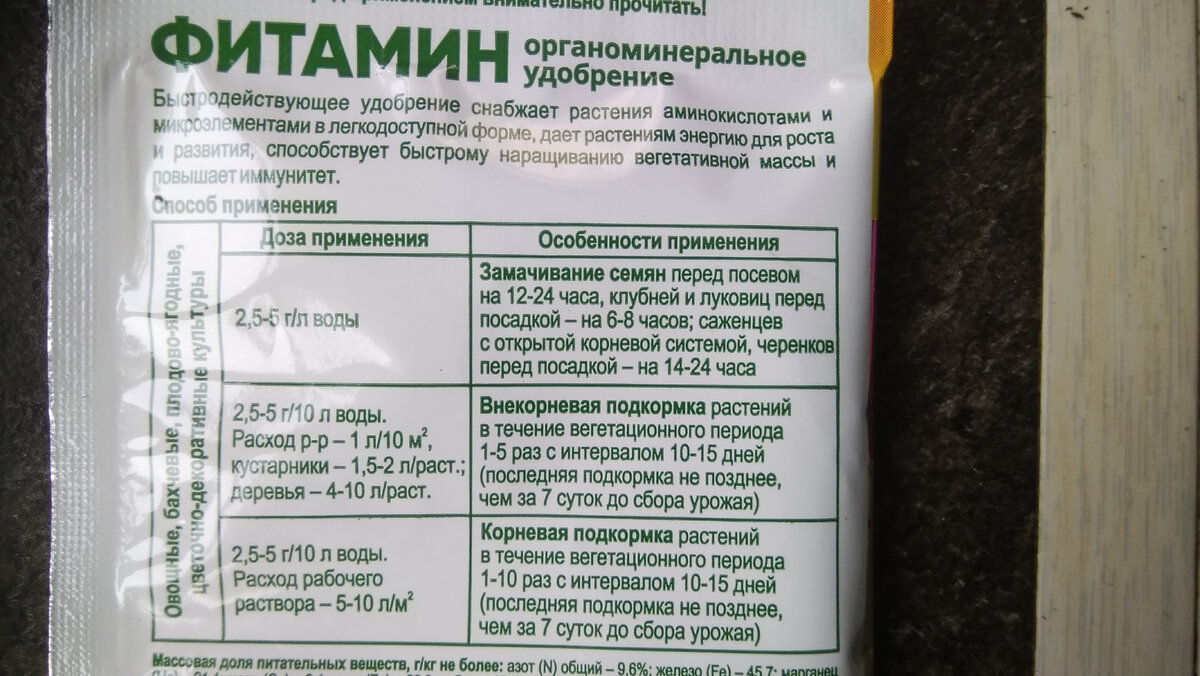 внимательно прочитать!
ФИТАМИН органоминеральное
удобрение
Быстродействующее удобрение снабжает растения аминокислотами и
микроэлементами в легкодоступной форме, дает растениям энергию для роста
и развития, способствует быстрому наращиванию вегетативной массы и
повышает иммунитет.
Способ применения
Овощные, бахчевые, плодово-ягодные,
цветочно-декоративные культуры
Доза применения
Особенности применения
2,5-5 г/л воды
Замачивание семян перед посевом
на 12-24 часа, клубней и луковиц перед
посадкой – на 6-8 часов; саженцев
с открытой корневой системой, черенков
перед посадкой – на 14-24 часа
2,5-5 г/10 л воды.
Расход р-р – 1 л/10 м²,
кустарники – 1,5-2 л/раст.;
деревья – 4-10 л/раст.
Внекорневая подкормка растений
в течение вегетационного периода
1-5 раз с интервалом 10-15 дней
(последняя подкормка не позднее,
чем за 7 суток до сбора урожая)
2,5-5 г/10 л воды.
Расход рабочего
раствора – 5-10 л/м²
Корневая подкормка растений
в течение вегетационного периода
1-10 раз с интервалом 10-15 дней
(последняя подкормка не позднее,
чем за 7 суток до сбора урожая)
Массовая доля питательных веществ, г/кг не более: азот (N) общий – 9,6%; железо (Fe) – 45,7; марганец